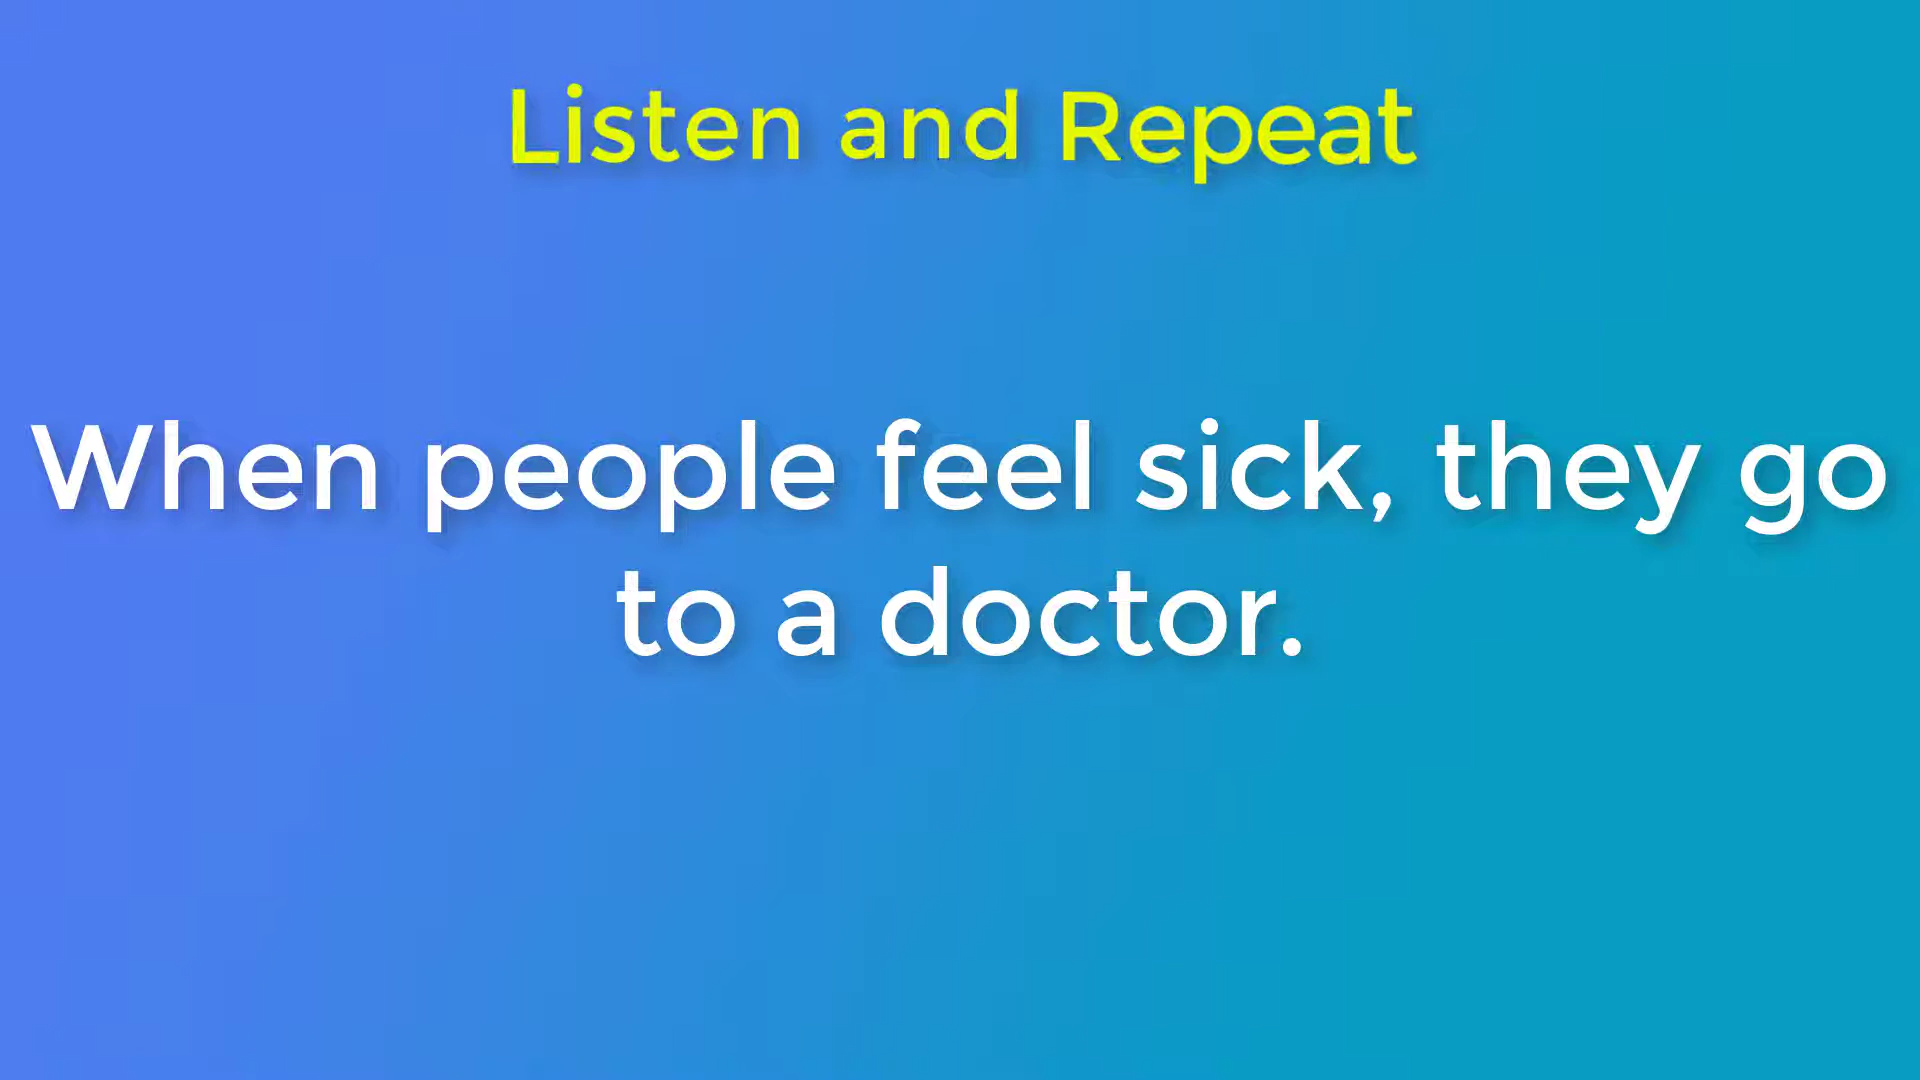 Listen and Repeat
When people feel sick, they go
to a doctor.